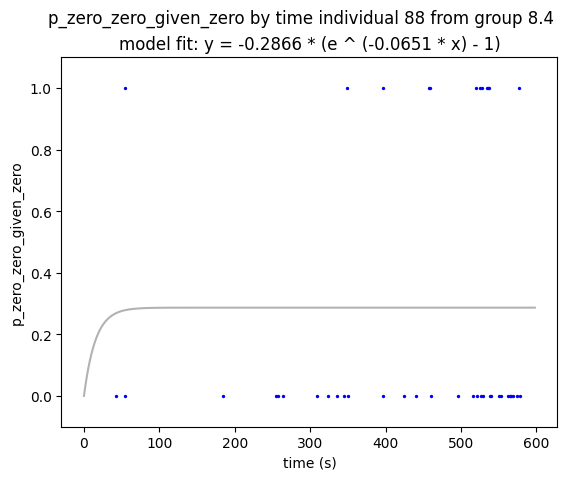 p_zero_zero_given_zero by time individual 88 from group 8.4
model fit: y = -0.2866 * (e ^ (-0.0651 * x) - 1)
1.0
0.8
0.6
0.4
0.2
0.0
p_zero_zero_given_zero
0 100 200 300 400 500 600
time (s)